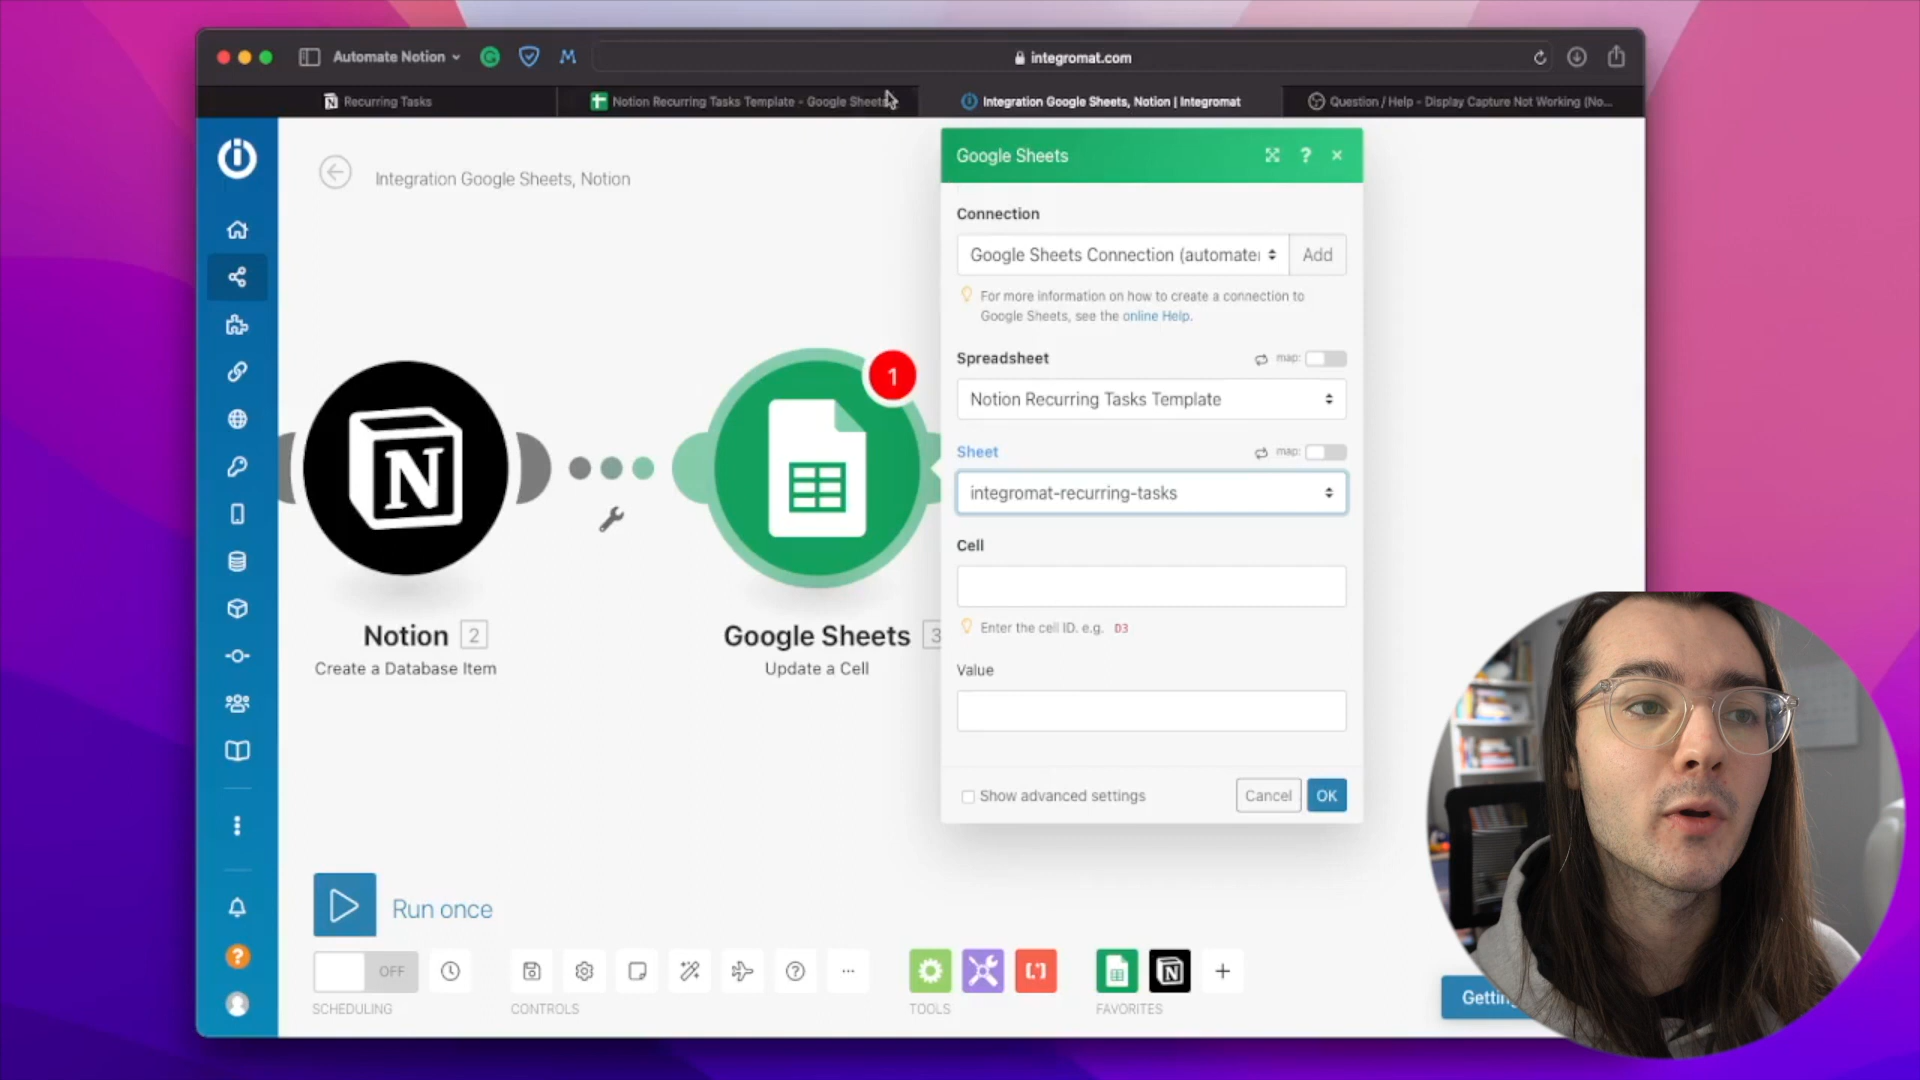 Automate Notion
integromat.com
Recurring Tasks
Notion Recurring Tasks Template - Google Sheets
Integration Google Sheets, Notion | Integromat
Question / Help - Display Capture Not Working (No...
Integration Google Sheets, Notion
Google Sheets
?
Connection
Google Sheets Connection (automate
Add
For more information on how to create a connection to
Google Sheets, see the online Help.
Spreadsheet
map:
Notion Recurring Tasks Template
Sheet
map:
integromat-recurring-tasks
Cell
Enter the cell ID. e.g. D3
Value
Show advanced settings
Cancel
OK
N
1
Notion 2
Create a Database Item
Google Sheets 3
Update a Cell
Run once
OFF
SCHEDULING
CONTROLS
TOOLS
FAVORITES